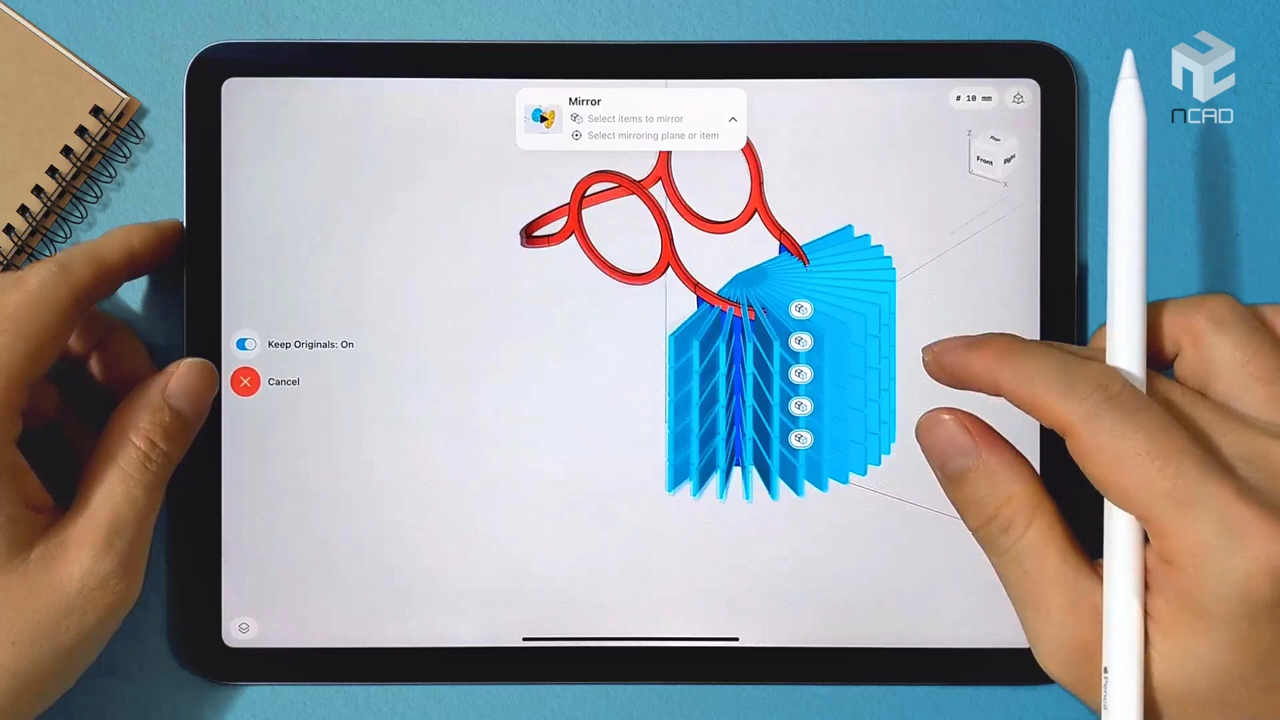 Mirror
Select items to mirror
Select mirroring plane or item
# 10 mm
NCAD
Z
Front
Right
X
Keep Originals: On
Cancel